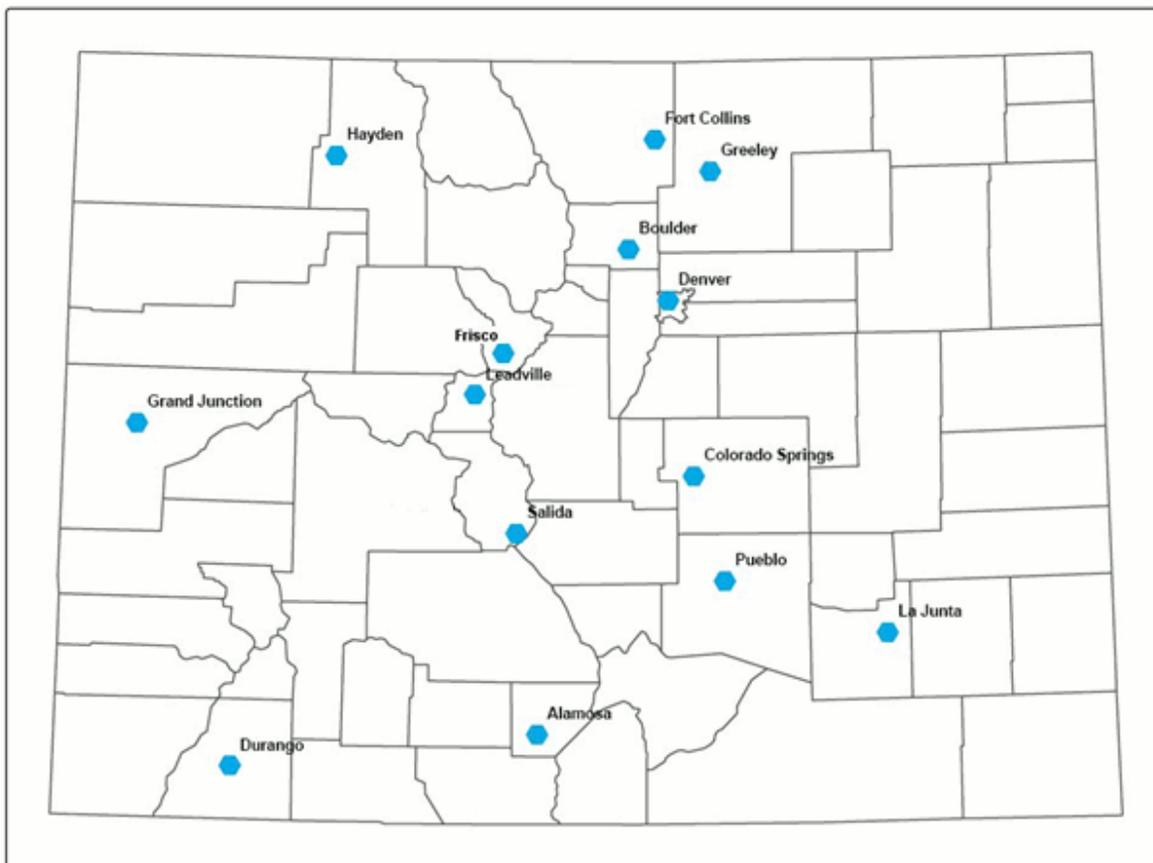 Fort Collins
Hayden
Greeley
Boulder
Denver
Frisco
Leadville
Grand Junction
Colorado Springs
Salida
Pueblo
La Junta
Alamosa
Durango